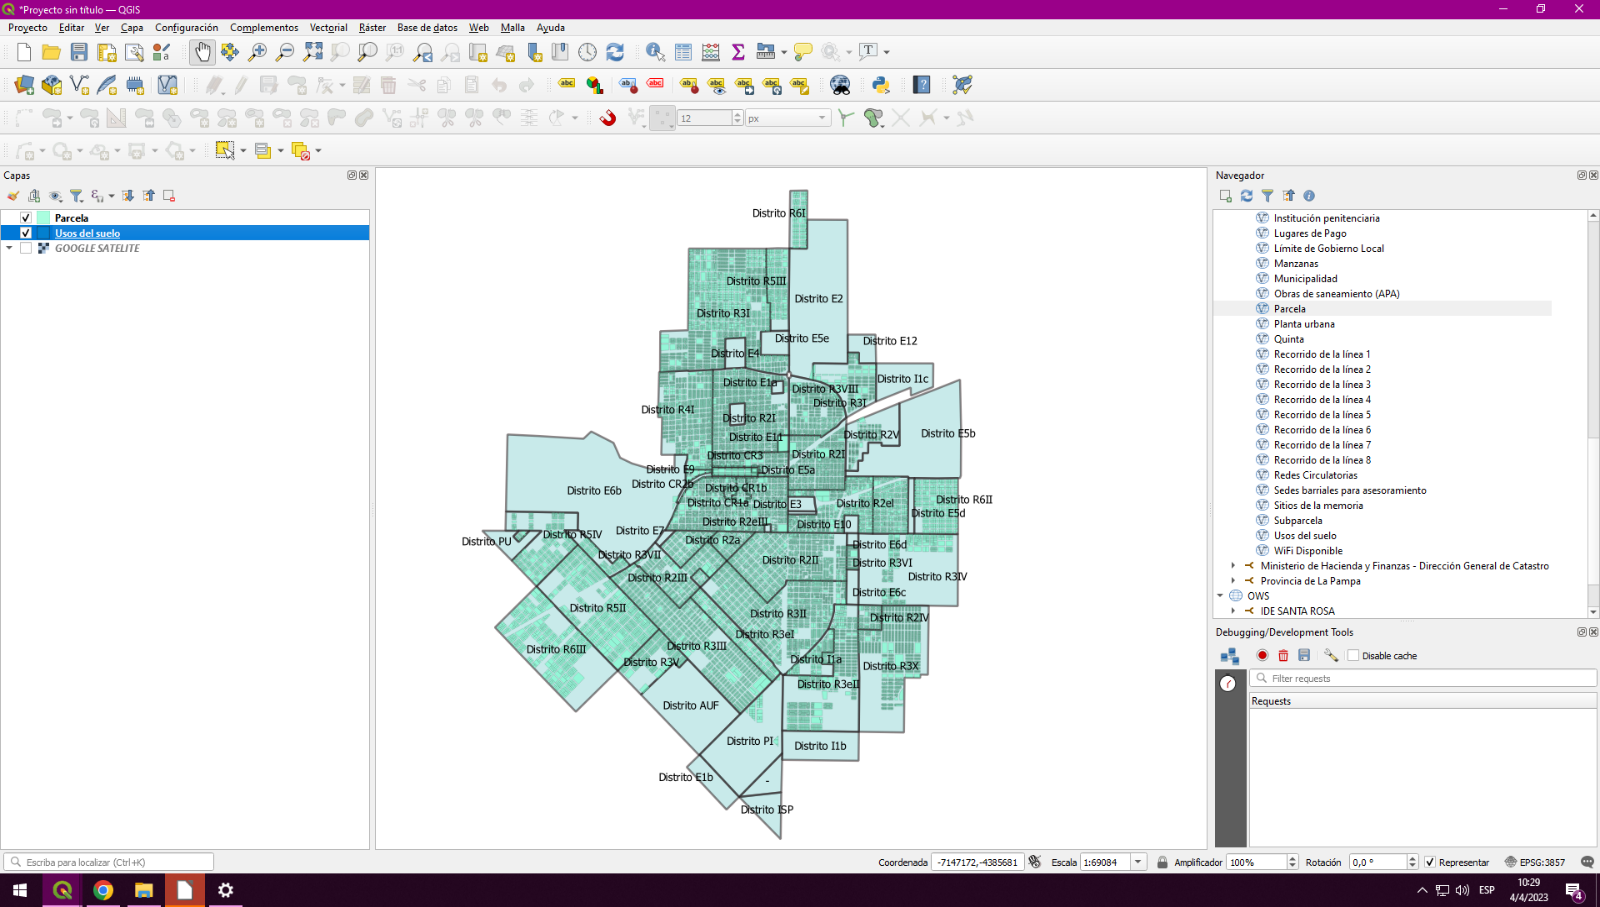 *Proyecto sin título — QGIS
Proyecto Editar Ver Capa Configuración Complementos Vectorial Ráster Base de datos Web Malla Ayuda
12 px
Capas
Parcela
Usos del suelo
GOOGLE SATELITE
Distrito R6I
Distrito R5III
Distrito E2
Distrito R3I
Distrito E5e
Distrito E12
Distrito E4
Distrito E1a
Distrito I1c
Distrito R3VIII
Distrito R3I
Distrito R4I
Distrito R2I
Distrito E11
Distrito R2V
Distrito E5b
Distrito CR3
Distrito R2I
Distrito E9
Distrito E5a
Distrito CR2b
Distrito E6b
Distrito CR1b
Distrito CR1a
Distrito E3
Distrito R2eI
Distrito R6II
Distrito E5d
Distrito R2eIII
Distrito E10
Distrito E7
Distrito R5IV
Distrito PU
Distrito R2a
Distrito E6d
Distrito R3VII
Distrito R2II
Distrito R3VI
Distrito R2III
Distrito R3IV
Distrito E6c
Distrito R5II
Distrito R3II
Distrito R2IV
Distrito R3eI
Distrito R6III
Distrito R3III
Distrito R3V
Distrito I1a
Distrito R3X
Distrito R3eII
Distrito AUF
Distrito PI
Distrito I1b
Distrito E1b
-
Distrito ISP
Navegador
Institución penitenciaria
Lugares de Pago
Límite de Gobierno Local
Manzanas
Municipalidad
Obras de saneamiento (APA)
Parcela
Planta urbana
Quinta
Recorrido de la línea 1
Recorrido de la línea 2
Recorrido de la línea 3
Recorrido de la línea 4
Recorrido de la línea 5
Recorrido de la línea 6
Recorrido de la línea 7
Recorrido de la línea 8
Redes Circulatorias
Sedes barriales para asesoramiento
Sitios de la memoria
Subparcela
Usos del suelo
WiFi Disponible
Ministerio de Hacienda y Finanzas - Dirección General de Catastro
Provincia de La Pampa
OWS
IDE SANTA ROSA
Debugging/Development Tools
Disable cache
Filter requests
Requests
Escriba para localizar (Ctrl+K)
Coordenada -7147172,-4385681 Escala 1:69084 Amplificador 100% Rotación 0,0 ° Representar EPSG:3857
ESP
10:29
4/4/2023
4